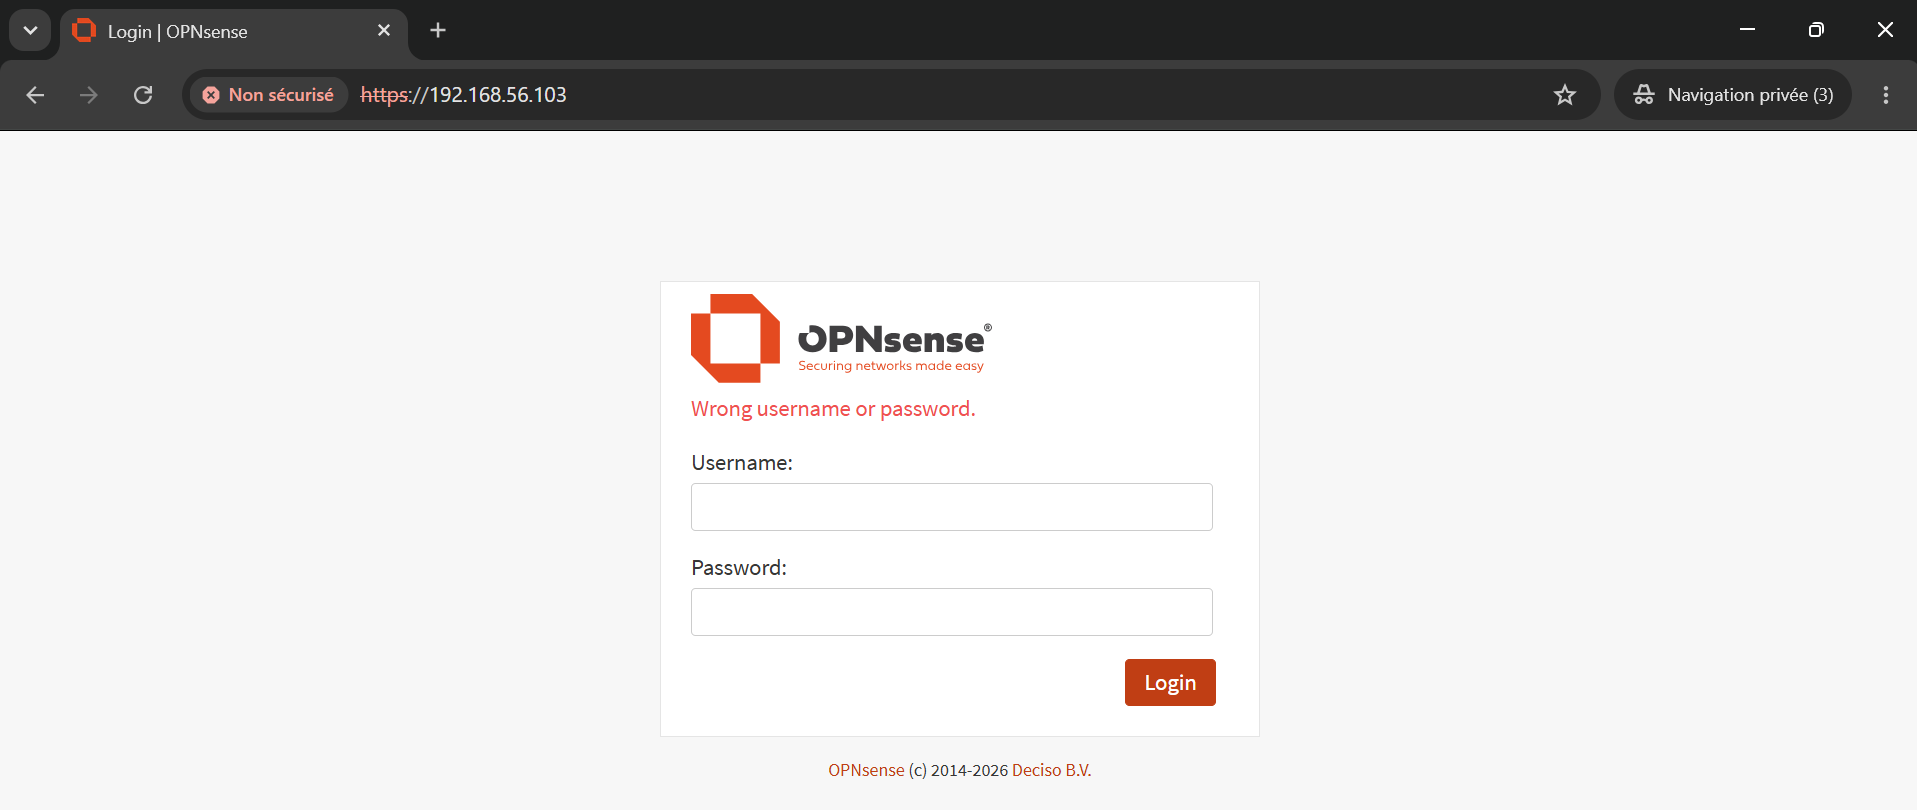 Login | OPNsense
Non sécurisé https://192.168.56.103 Navigation privée (3)
OPNsense®
Securing networks made easy
Wrong username or password.
Username:
Password:
Login
OPNsense (c) 2014-2026 Deciso B.V.